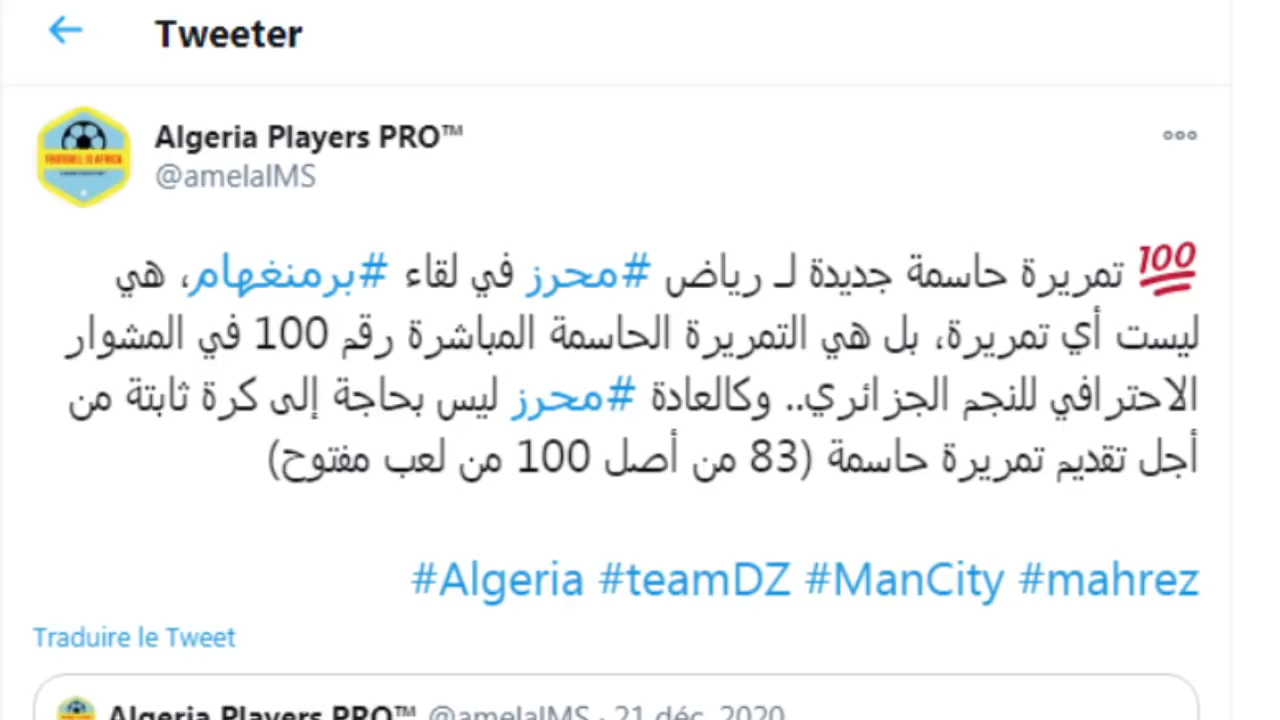 Tweeter
Algeria Players PRO™
@amelalMS
💯 تمريرة حاسمة جديدة لـ رياض #محرز في لقاء #برمنغهام، هي
ليست أي تمريرة، بل هي التمريرة الحاسمة المباشرة رقم 100 في المشوار
الاحترافي للنجم الجزائري.. وكالعادة #محرز ليس بحاجة إلى كرة ثابتة من
أجل تقديم تمريرة حاسمة (83 من أصل 100 من لعب مفتوح)
#Algeria #teamDZ #ManCity #mahrez
Traduire le Tweet
Algeria Players PRO™ @amelalMS · 21 déc. 2020